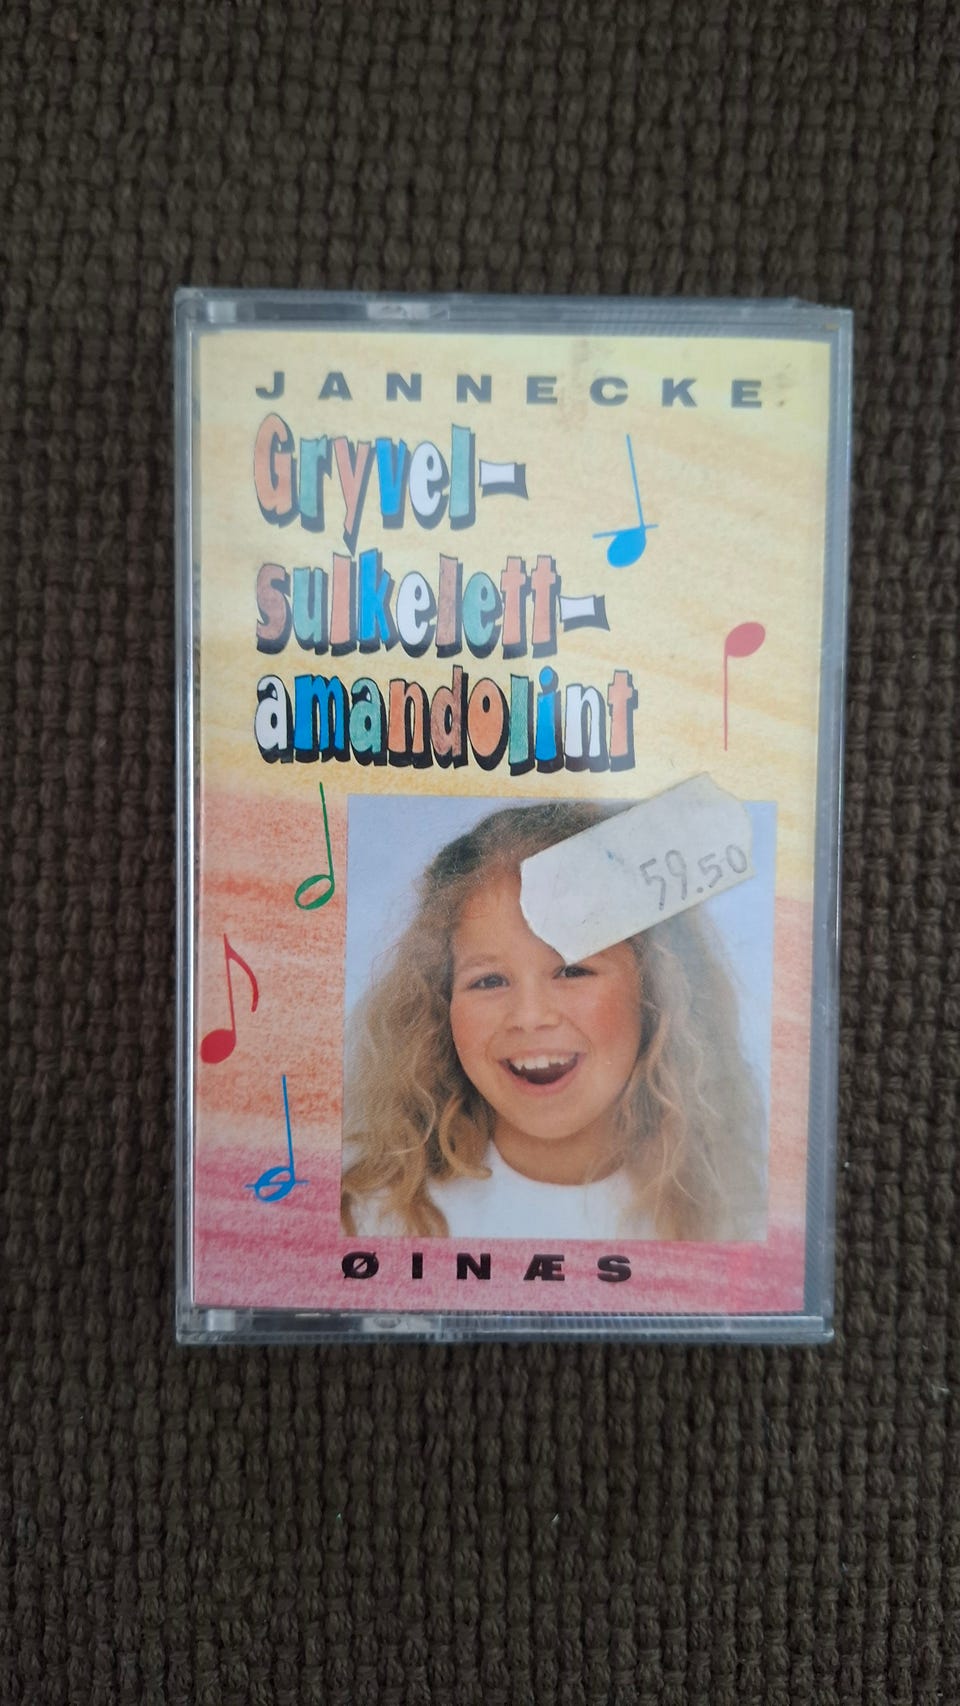 JANNECKE
Gryvel-
sulkelett-
amandolint
59.50
ØINÆS